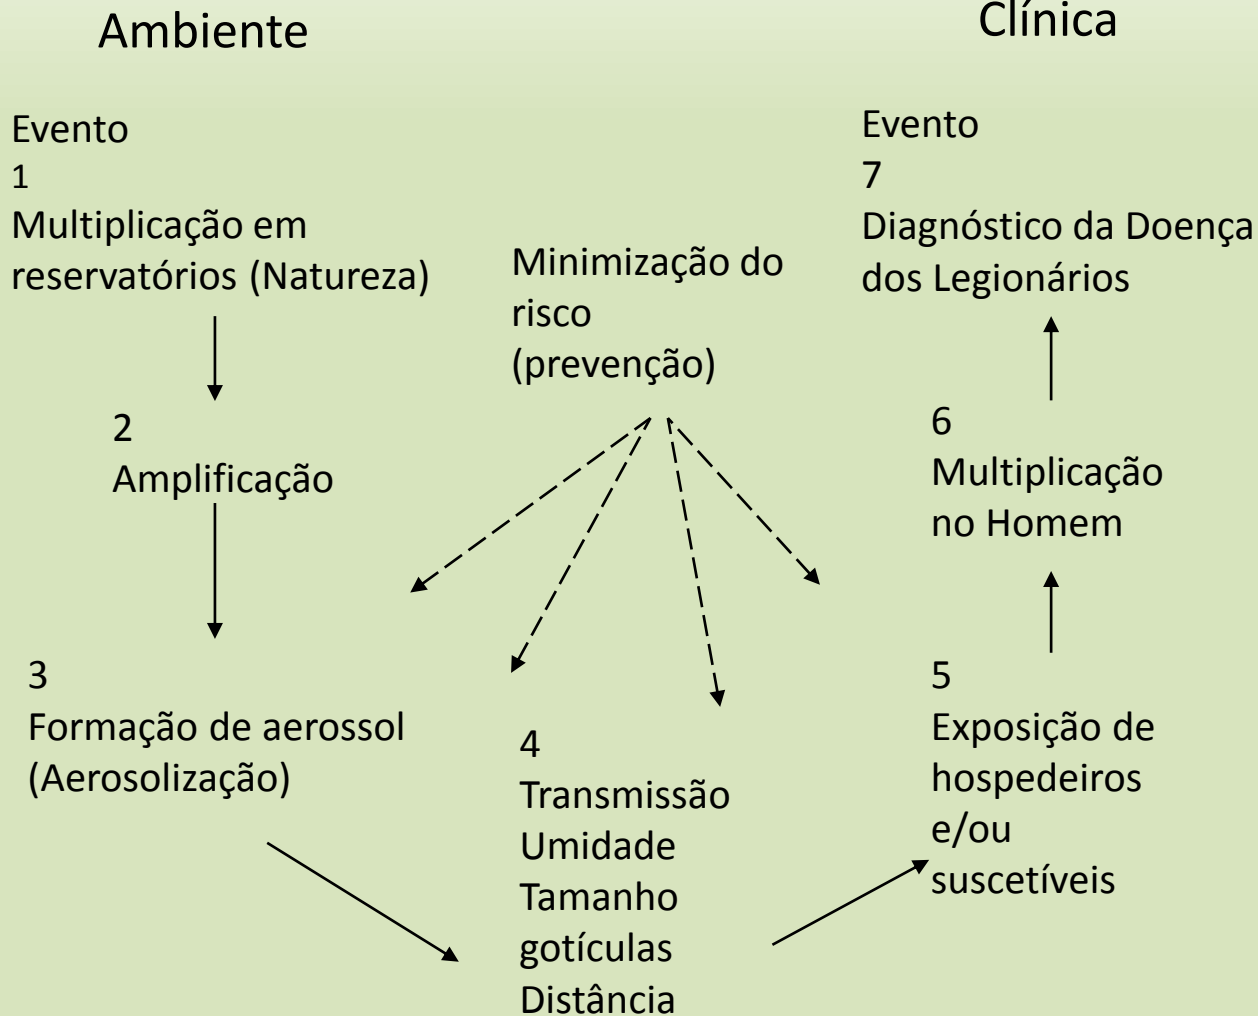 Ambiente
Evento
1
Multiplicação em
reservatórios (Natureza)
2
Amplificação
3
Formação de aerossol
(Aerosolização)
Minimização do
risco
(prevenção)
4
Transmissão
Umidade
Tamanho
gotículas
Distância
Clínica
Evento
7
Diagnóstico da Doença
dos Legionários
6
Multiplicação
no Homem
5
Exposição de
hospedeiros
e/ou
suscetíveis